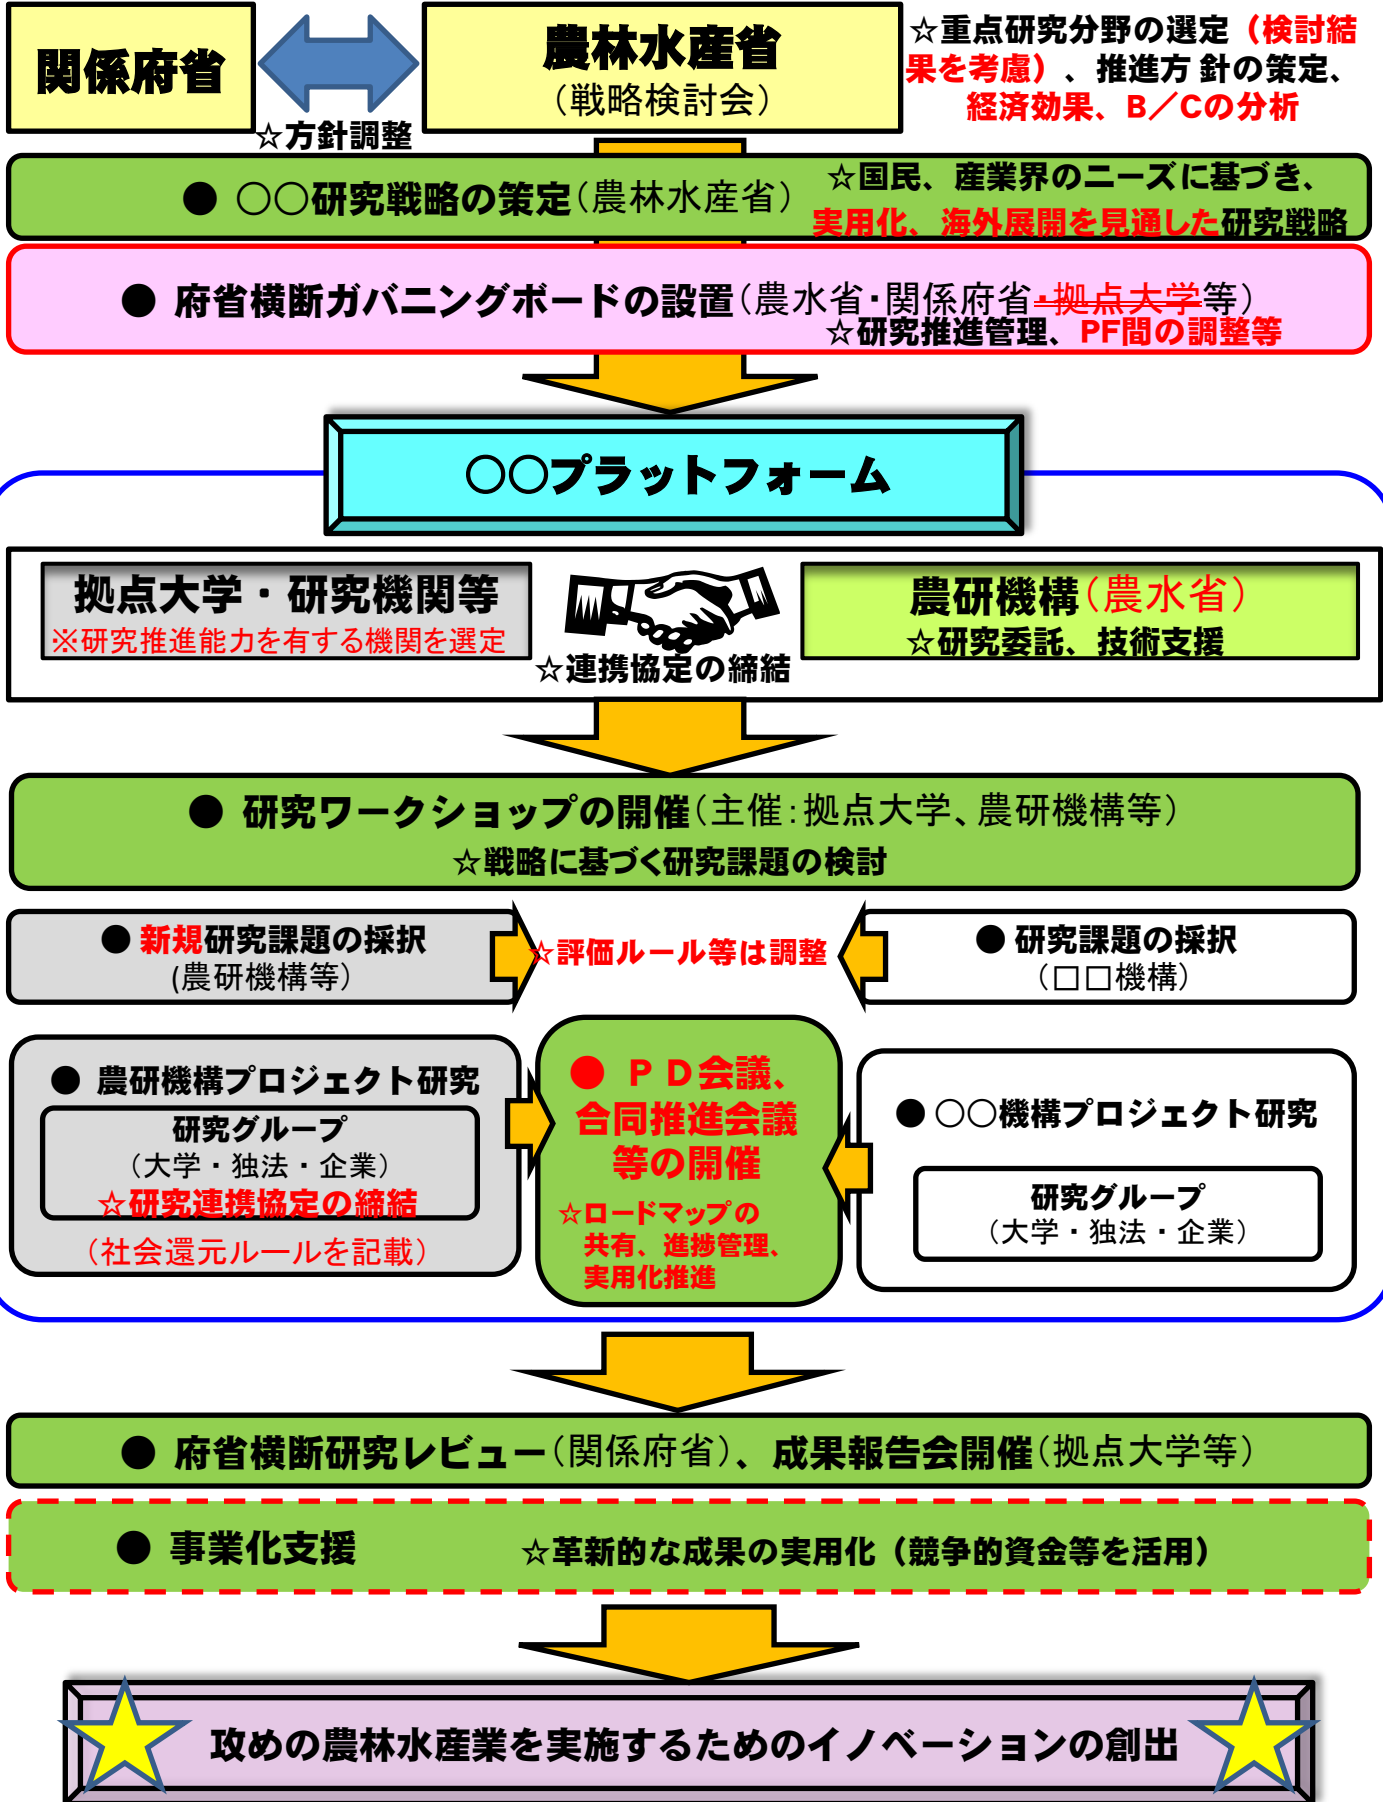 関係府省
☆方針調整
農林水産省
（戦略検討会）
☆重点研究分野の選定（検討結
果を考慮）、推進方 針の策定、
経済効果、B／Cの分析
● ○○研究戦略の策定（農林水産省）
☆国民、産業界のニーズに基づき、
実用化、海外展開を見通した研究戦略
● 府省横断ガバニングボードの設置（農水省・関係府省・拠点大学等）
☆研究推進管理、PF間の調整等
○○プラットフォーム
拠点大学・研究機関等
※研究推進能力を有する機関を選定
☆連携協定の締結
農研機構（農水省）
☆研究委託、技術支援
● 研究ワークショップの開催（主催：拠点大学、農研機構等）
☆戦略に基づく研究課題の検討
● 新規研究課題の採択
(農研機構等）
☆評価ルール等は調整
● 研究課題の採択
（□□機構）
● 農研機構プロジェクト研究
研究グループ
（大学・独法・企業）
☆研究連携協定の締結
（社会還元ルールを記載）
● ＰＤ会議、
合同推進会議
等の開催
☆ロードマップの
共有、進捗管理、
実用化推進
● ○○機構プロジェクト研究
研究グループ
（大学・独法・企業）
● 府省横断研究レビュー（関係府省）、成果報告会開催（拠点大学等）
● 事業化支援 ☆革新的な成果の実用化（競争的資金等を活用）
攻めの農林水産業を実施するためのイノベーションの創出